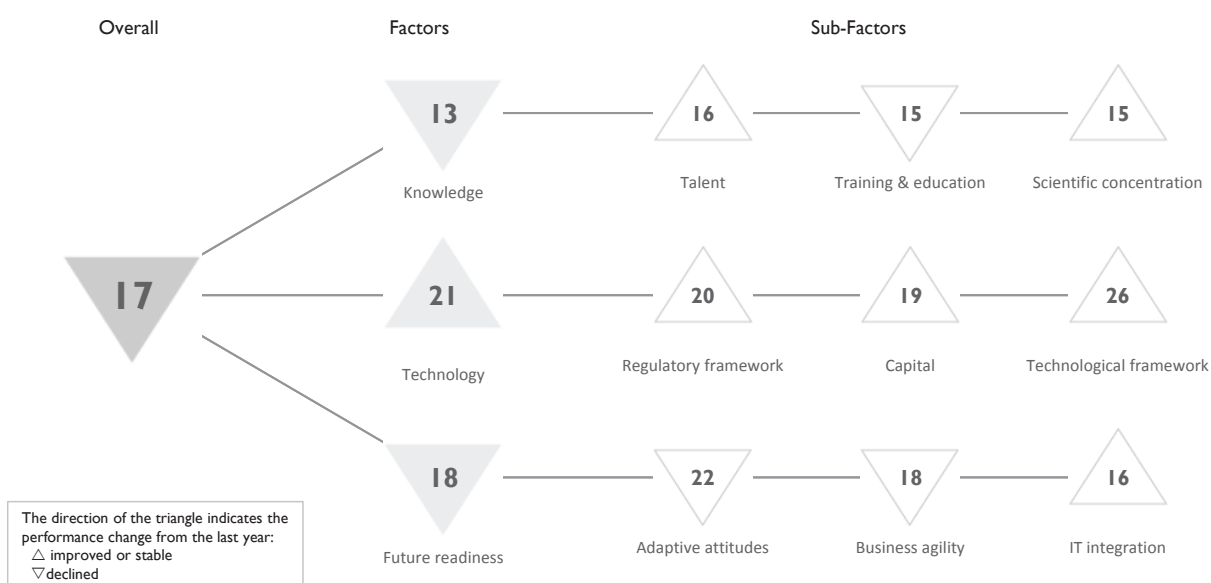 Overall Factors Sub-Factors
13 16 15 15
Knowledge Talent Training & education Scientific concentration
17 21 20 19 26
Technology Regulatory framework Capital Technological framework
18 22 18 16
Future readiness Adaptive attitudes Business agility IT integration
The direction of the triangle indicates the
performance change from the last year:
△ improved or stable
▽ declined